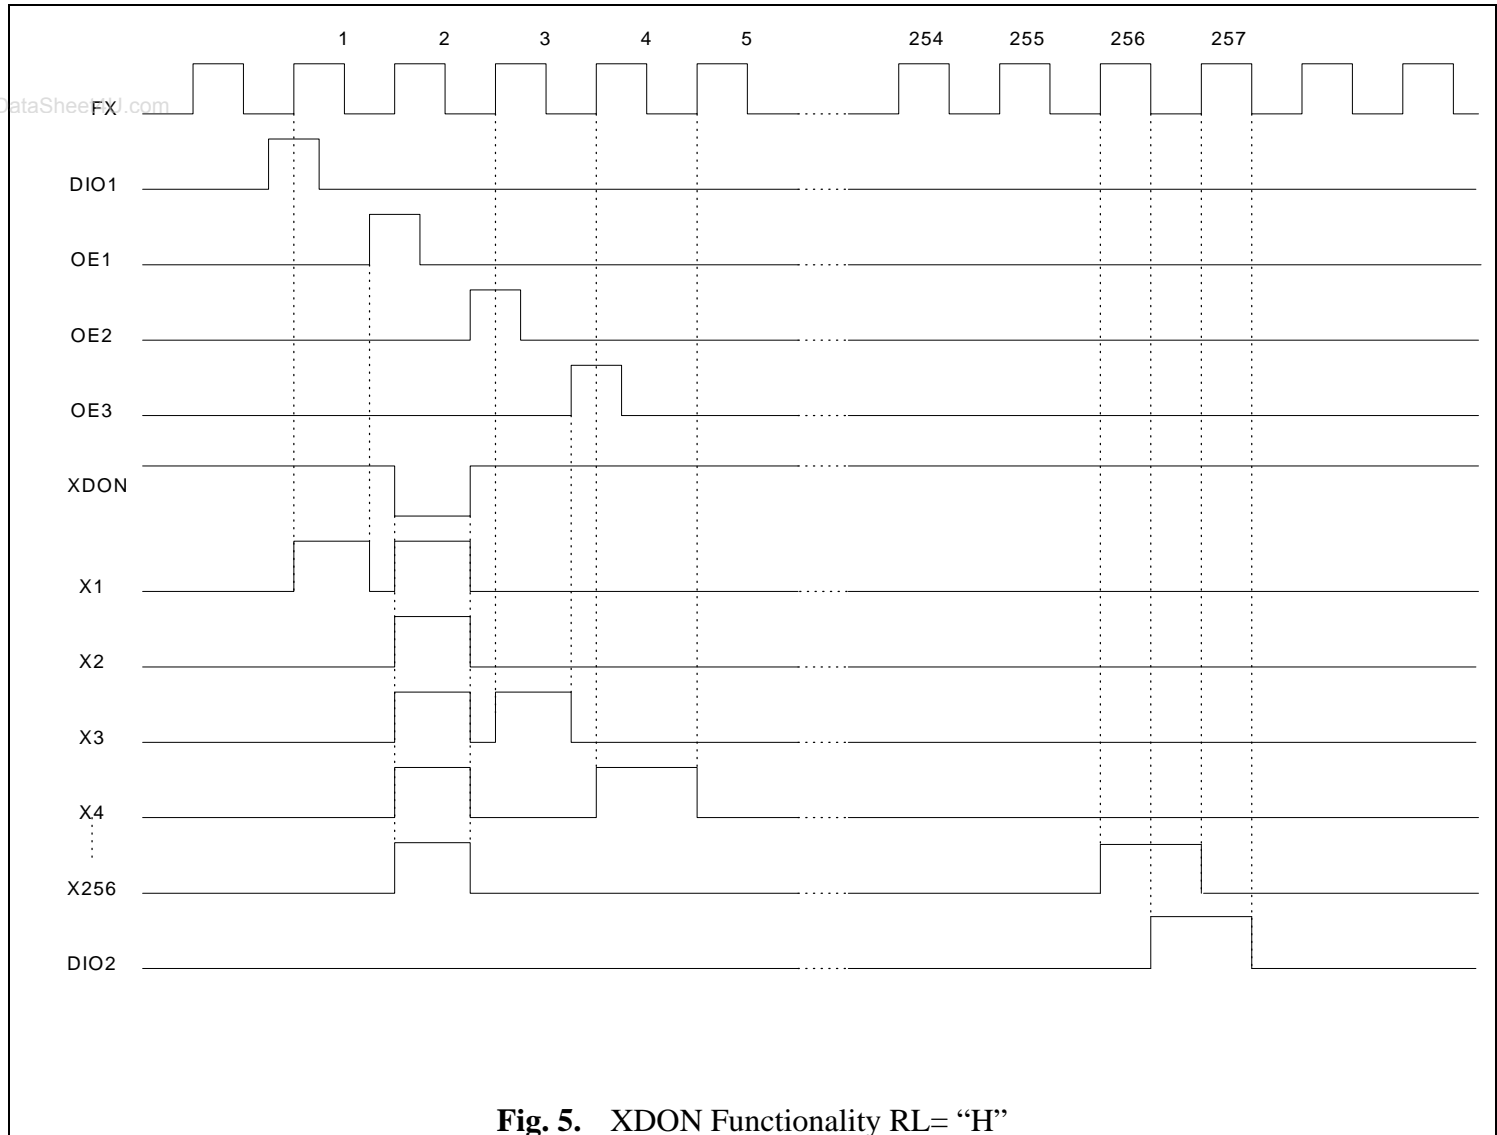 1 2 3 4 5 254 255 256 257
DataSheet4U.com
FX
DIO1
OE1
OE2
OE3
XDON
X1
X2
X3
X4
X256
DIO2
Fig. 5. XDON Functionality RL= “H”